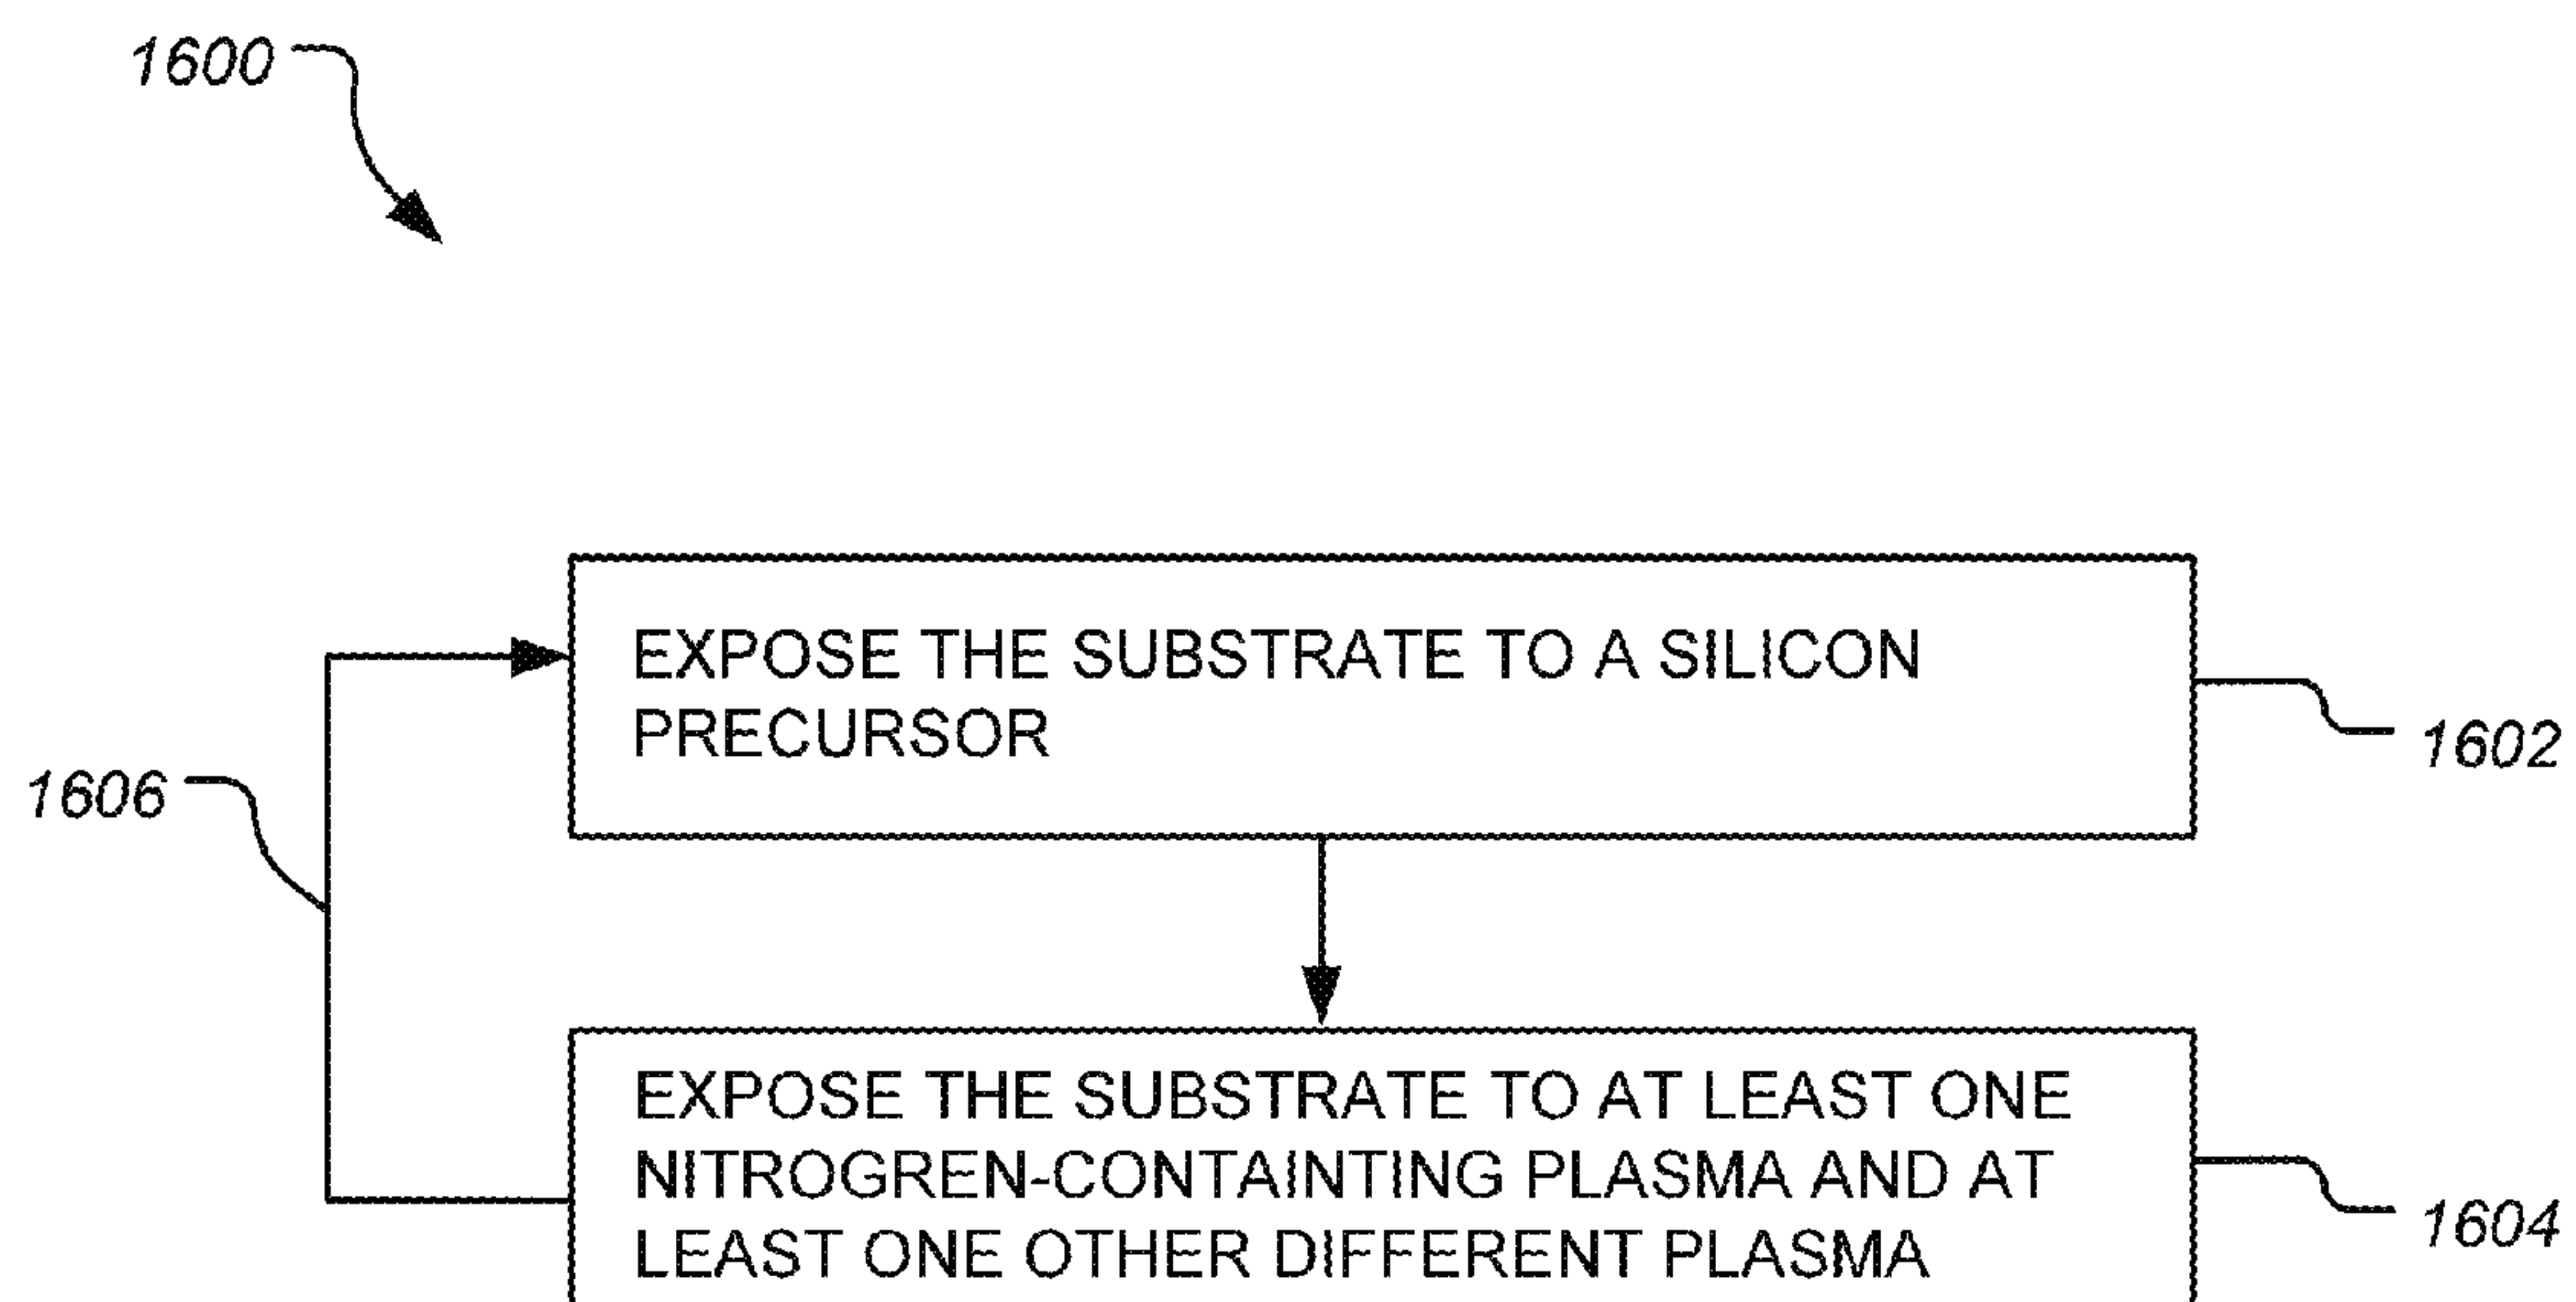 1600
EXPOSE THE SUBSTRATE TO A SILICON
PRECURSOR
1602
1606
EXPOSE THE SUBSTRATE TO AT LEAST ONE
NITROGREN-CONTAINTING PLASMA AND AT
LEAST ONE OTHER DIFFERENT PLASMA
1604